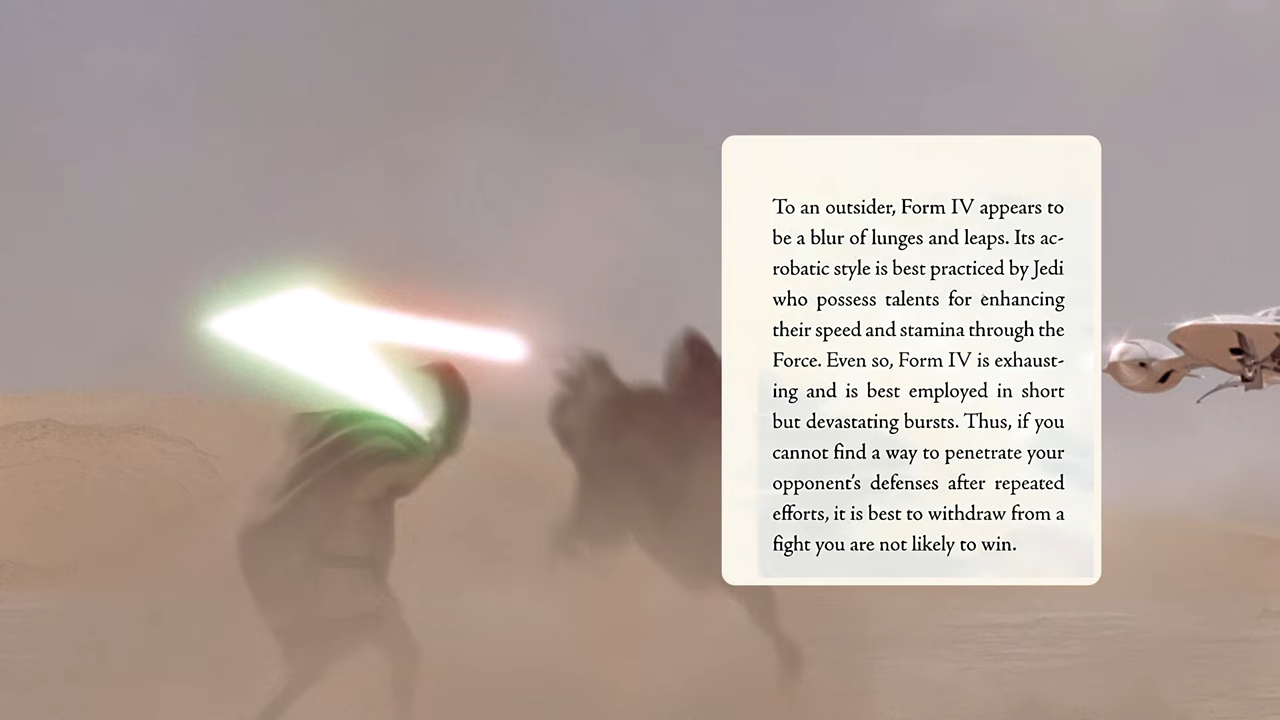 To an outsider, Form IV appears to
be a blur of lunges and leaps. Its ac-
robatic style is best practiced by Jedi
who possess talents for enhancing
their speed and stamina through the
Force. Even so, Form IV is exhaust-
ing and is best employed in short
but devastating bursts. Thus, if you
cannot find a way to penetrate your
opponent's defenses after repeated
efforts, it is best to withdraw from a
fight you are not likely to win.